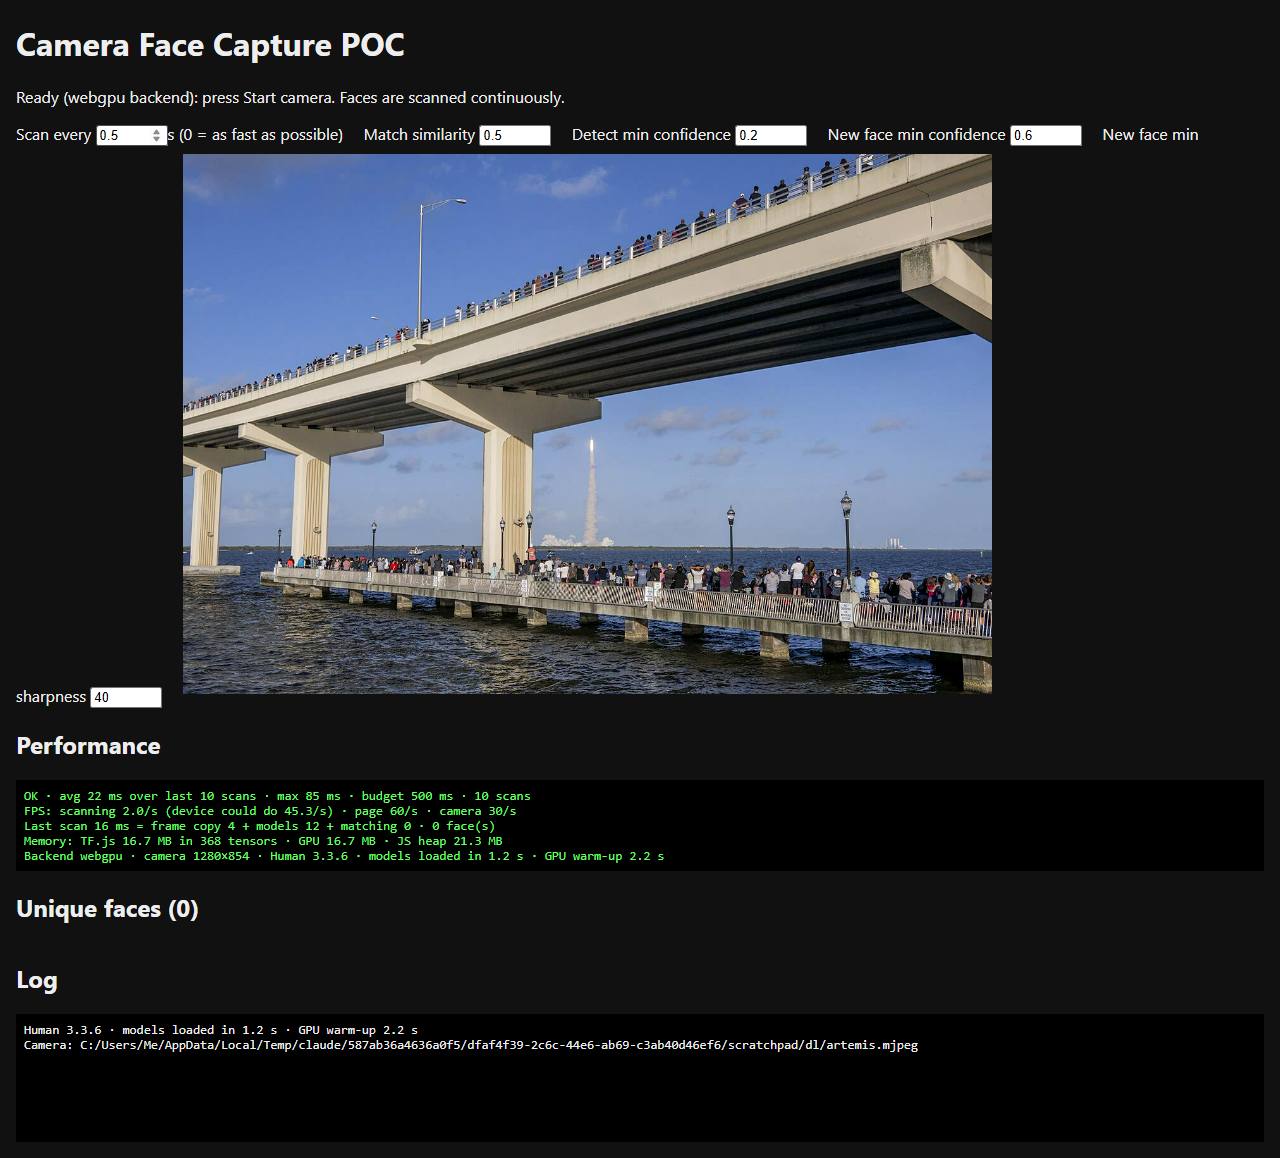 Camera Face Capture POC
Ready (webgpu backend): press Start camera. Faces are scanned continuously.
Scan every 0.5 s (0 = as fast as possible) Match similarity 0.5 Detect min confidence 0.2 New face min confidence 0.6 New face min
sharpness 40
Performance
OK · avg 22 ms over last 10 scans · max 85 ms · budget 500 ms · 10 scans
FPS: scanning 2.0/s (device could do 45.3/s) · page 60/s · camera 30/s
Last scan 16 ms = frame copy 4 + models 12 + matching 0 · 0 face(s)
Memory: TF.js 16.7 MB in 368 tensors · GPU 16.7 MB · JS heap 21.3 MB
Backend webgpu · camera 1280×854 · Human 3.3.6 · models loaded in 1.2 s · GPU warm-up 2.2 s
Unique faces (0)
Log
Human 3.3.6 · models loaded in 1.2 s · GPU warm-up 2.2 s
Camera: C:/Users/Me/AppData/Local/Temp/claude/587ab36a4636a0f5/dfaf4f39-2c6c-44e6-ab69-c3ab40d46ef6/scratchpad/dl/artemis.mjpeg